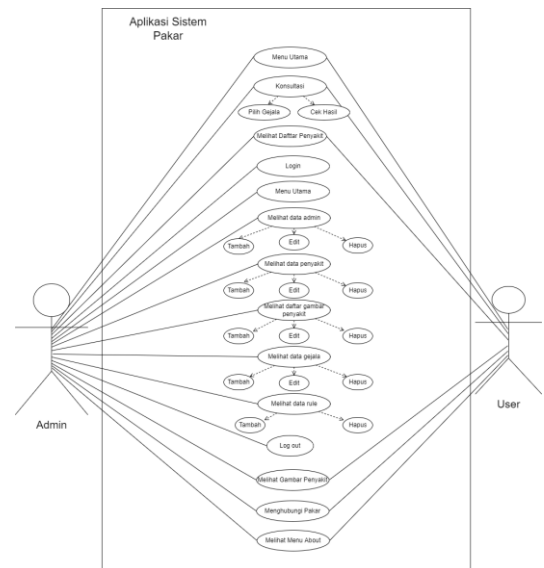 Aplikasi Sistem
Pakar
Menu Utama
Konsultasi
Pilih Gejala
Cek Hasil
Melihat Dafttar Penyakit
Login
Menu Utama
Melihat data admin
Tambah
Edit
Hapus
Melihat data penyakit
Tambah
Edit
Hapus
Melihat daftar gambar
penyakit
Tambah
Edit
Hapus
Melihat data gejala
Tambah
Edit
Hapus
Melihat data rula
Tambah
Hapus
Log out
Melihat Gambar Penyakit
Menghubungi Pakar
Melihat Menu About
Admin
User